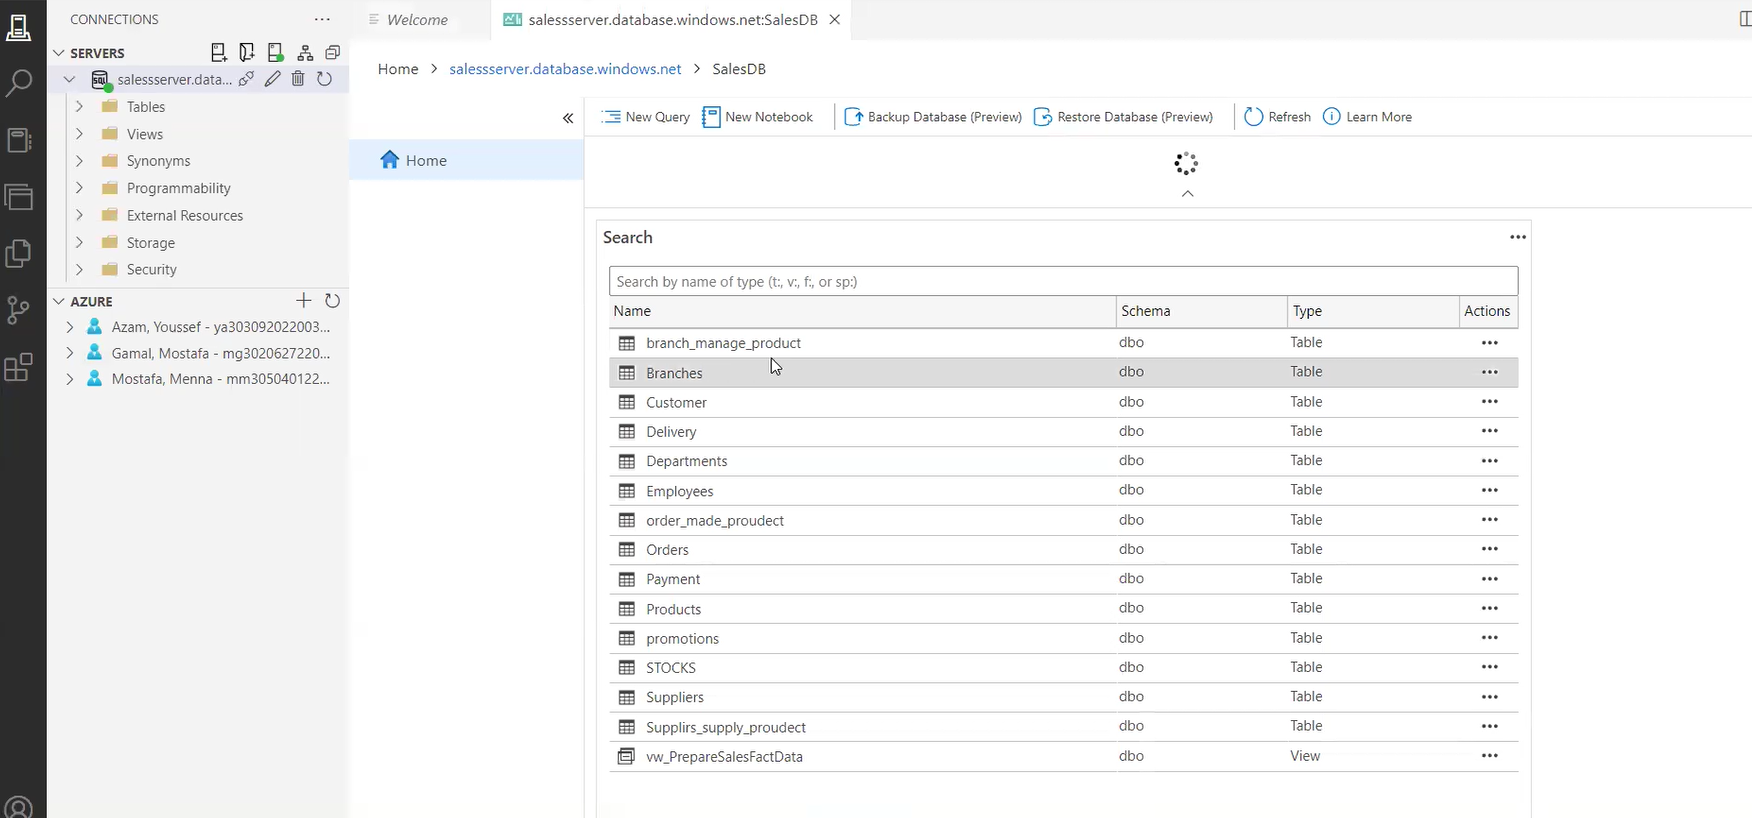 CONNECTIONS
SERVERS
salessserver.data...
Tables
Views
Synonyms
Programmability
External Resources
Storage
Security
AZURE
Azam, Youssef - ya303092022003...
Gamal, Mostafa - mg3020627220...
Mostafa, Menna - mm305040122...
Welcome
salessserver.database.windows.net:SalesDB
Home > salessserver.database.windows.net > SalesDB
New Query New Notebook Backup Database (Preview) Restore Database (Preview) Refresh Learn More
Home
Search
Search by name of type (t:, v:, f:, or sp:)
Name Schema Type Actions
branch_manage_product dbo Table
Branches dbo Table
Customer dbo Table
Delivery dbo Table
Departments dbo Table
Employees dbo Table
order_made_proudect dbo Table
Orders dbo Table
Payment dbo Table
Products dbo Table
promotions dbo Table
STOCKS dbo Table
Suppliers dbo Table
Supplirs_supply_proudect dbo Table
vw_PrepareSalesFactData dbo View